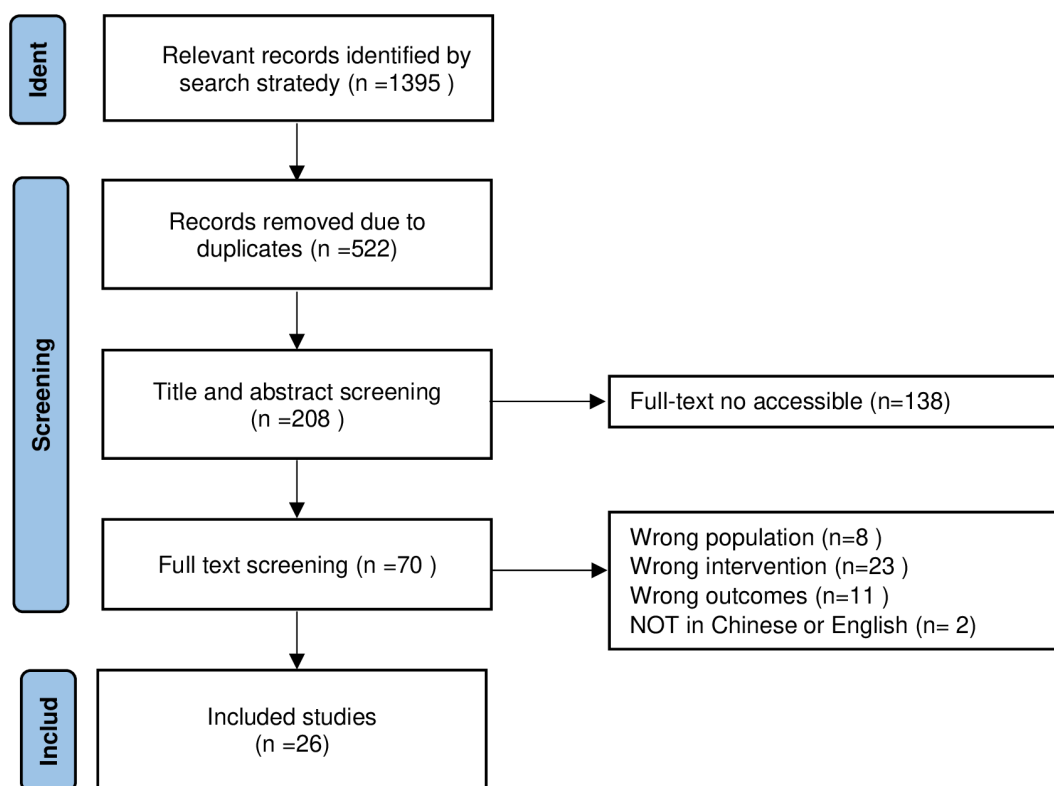 Ident
Relevant records identified by
search stratedy (n =1395 )
Screening
Records removed due to
duplicates (n =522)
Title and abstract screening
(n =208 )
Full-text no accessible (n=138)
Full text screening (n =70 )
Wrong population (n=8 )
Wrong intervention (n=23 )
Wrong outcomes (n=11 )
NOT in Chinese or English (n= 2)
Includ
Included studies
(n =26)